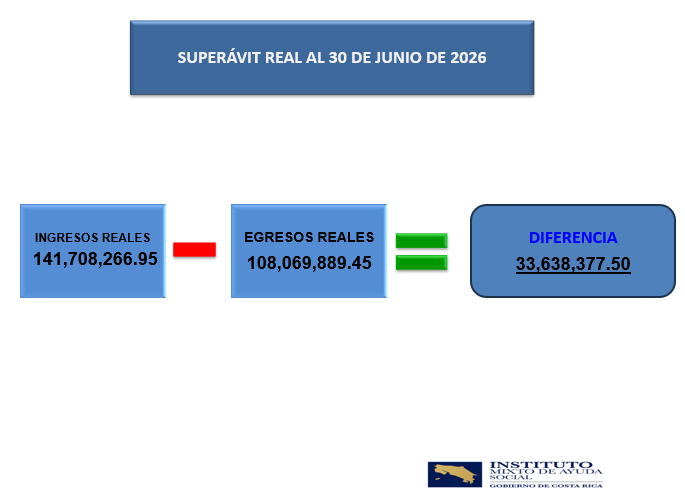 SUPERÁVIT REAL AL 30 DE JUNIO DE 2026
INGRESOS REALES
141,708,266.95
EGRESOS REALES
108,069,889.45
DIFERENCIA
33,638,377.50
INSTITUTO
MIXTO DE AYUDA
SOCIAL
GOBIERNO DE COSTA RICA